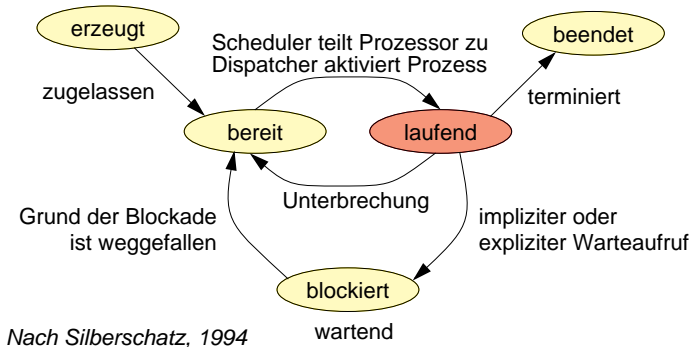 erzeugt
beendet
Scheduler teilt Prozessor zu
Dispatcher aktiviert Prozess
zugelassen
terminiert
bereit
laufend
Unterbrechung
Grund der Blockade
ist weggefallen
impliziter oder
expliziter Warteaufruf
blockiert
wartend
Nach Silberschatz, 1994